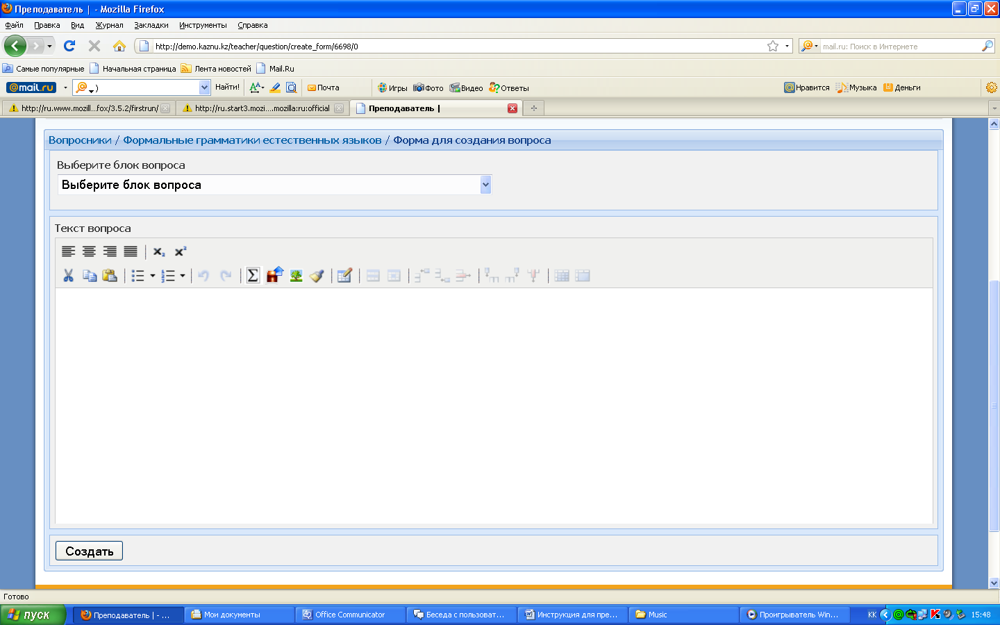 Преподаватель | - Mozilla Firefox
Файл Правка Вид Журнал Закладки Инструменты Справка
http://demo.kaznu.kz/teacher/question/create_form/6698/0 mail.ru: Поиск в Интернете
Самые популярные Начальная страница Лента новостей Mail.Ru
@mail.ru ) Найти! Почта Игры Фото Видео Ответы Нравится Музыка Деньги
http://ru.www.mozill...fox/3.5.2/firstrun/ http://ru.start3.mozi....mozilla:ru:official Преподаватель |
Вопросники / Формальные грамматики естественных языков / Форма для создания вопроса
Выберите блок вопроса
Выберите блок вопроса
Текст вопроса
Создать
Готово
пуск Преподаватель | - ... Мои документы Office Communicator Беседа с пользоват... Инструкция для пре... Music Проигрыватель Win... KK 15:48